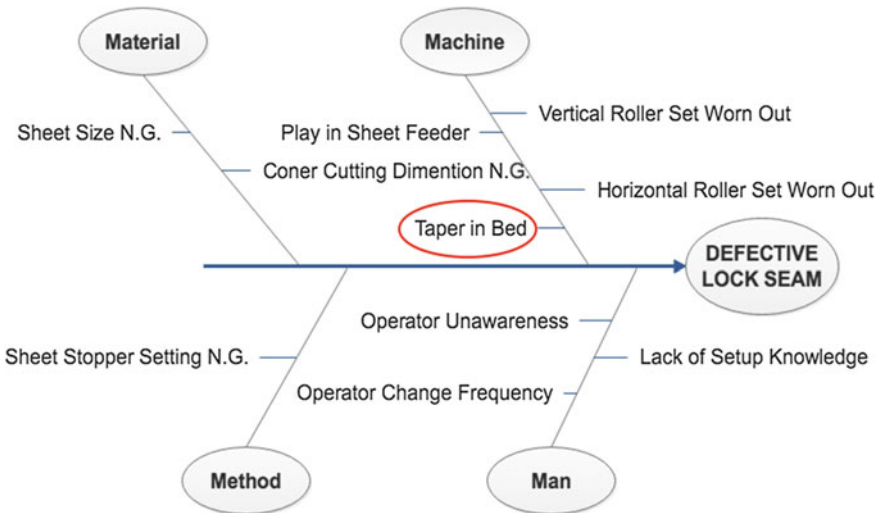 Material
Machine
Vertical Roller Set Worn Out
Sheet Size N.G.
Play in Sheet Feeder
Coner Cutting Dimention N.G.
Horizontal Roller Set Worn Out
Taper in Bed
DEFECTIVE
LOCK SEAM
Operator Unawareness
Sheet Stopper Setting N.G.
Lack of Setup Knowledge
Operator Change Frequency
Method
Man